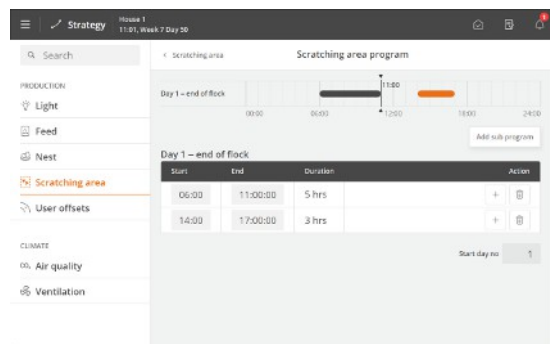 Strategy
House 1
11:01, Week 7 Day 50
1
Search
Scratching area
Scratching area program
PRODUCTION
Light
Feed
Nest
Scratching area
User offsets
CLIMATE
Air quality
Ventilation
11:00
Day 1 – end of flock
00:00 06:00 12:00 18:00 24:00
Add sub program
Day 1 – end of flock
Start End Duration Action
06:00 11:00:00 5 hrs
14:00 17:00:00 3 hrs
Start day no 1